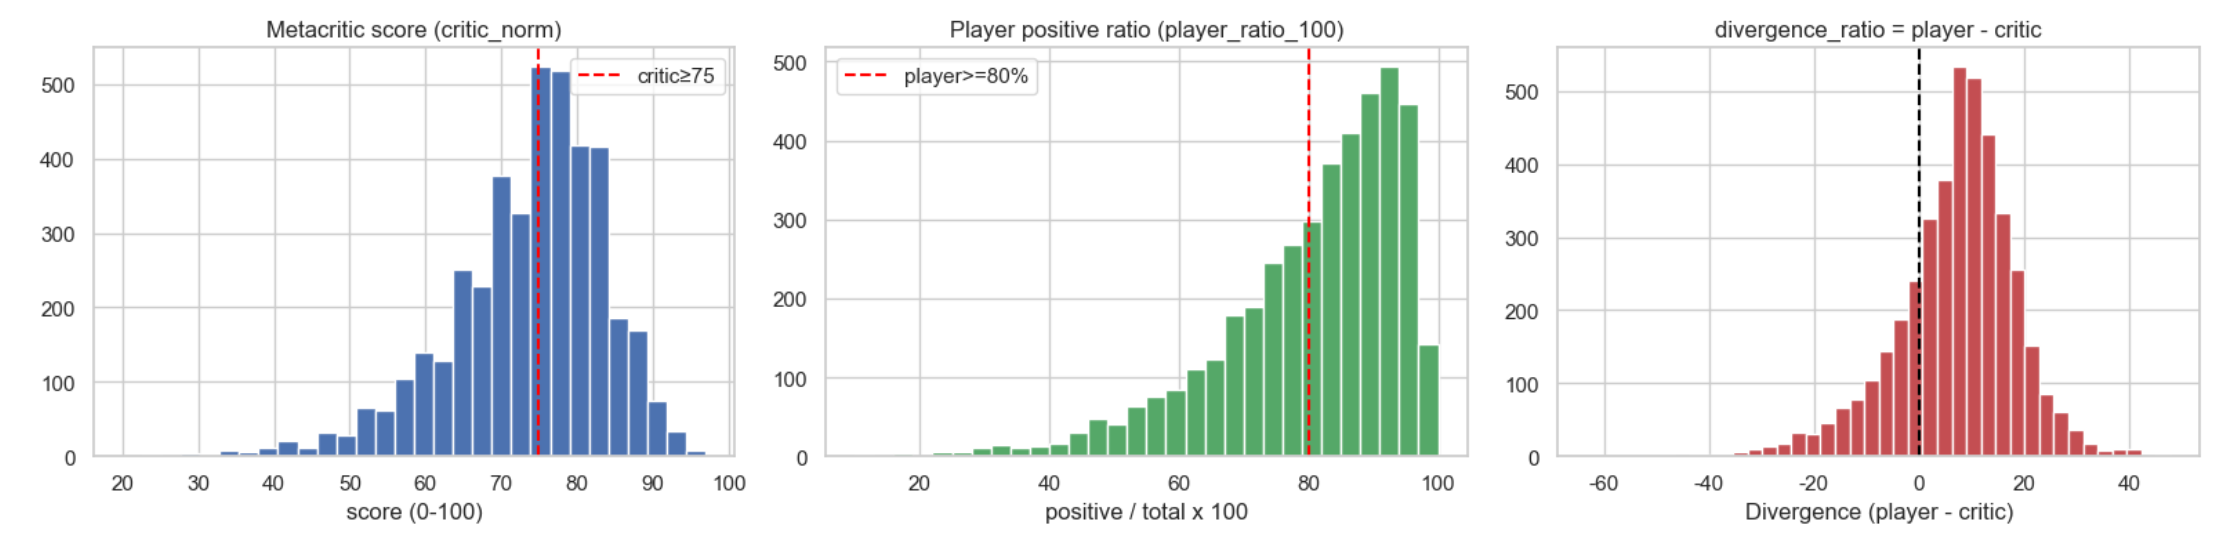 Metacritic score (critic_norm)
critic≥75
500
400
300
200
100
0
20 30 40 50 60 70 80 90 100
score (0-100)
Player positive ratio (player_ratio_100)
player>=80%
500
400
300
200
100
0
20 40 60 80 100
positive / total x 100
divergence_ratio = player - critic
500
400
300
200
100
0
-60 -40 -20 0 20 40
Divergence (player - critic)